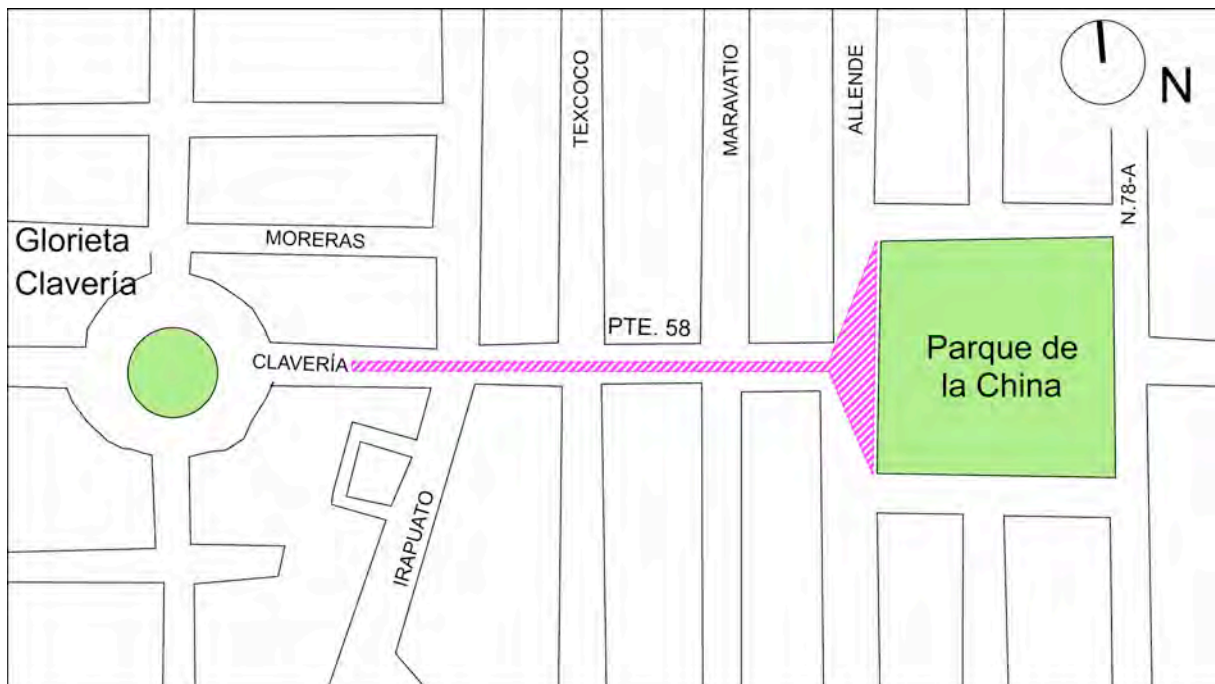 TEXCOCO
MARAVATIO
ALLENDE
N
N.78-A
Glorieta
Clavería
MORERAS
PTE. 58
CLAVERÍA
Parque de
la China
IRAPUATO